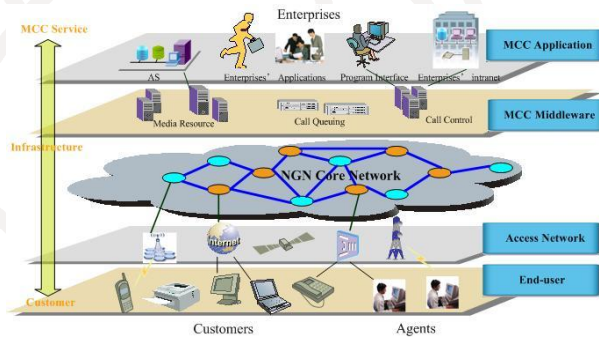 Enterprises
MCC Service
MCC Application
AS
Enterprises' Applications
Program Interface
Enterprises' intranet
Media Resource
Call Queuing
Call Control
MCC Middleware
Infrastructure
NGN Core Network
Internet
Access Network
End-user
Customer
Customers
Agents